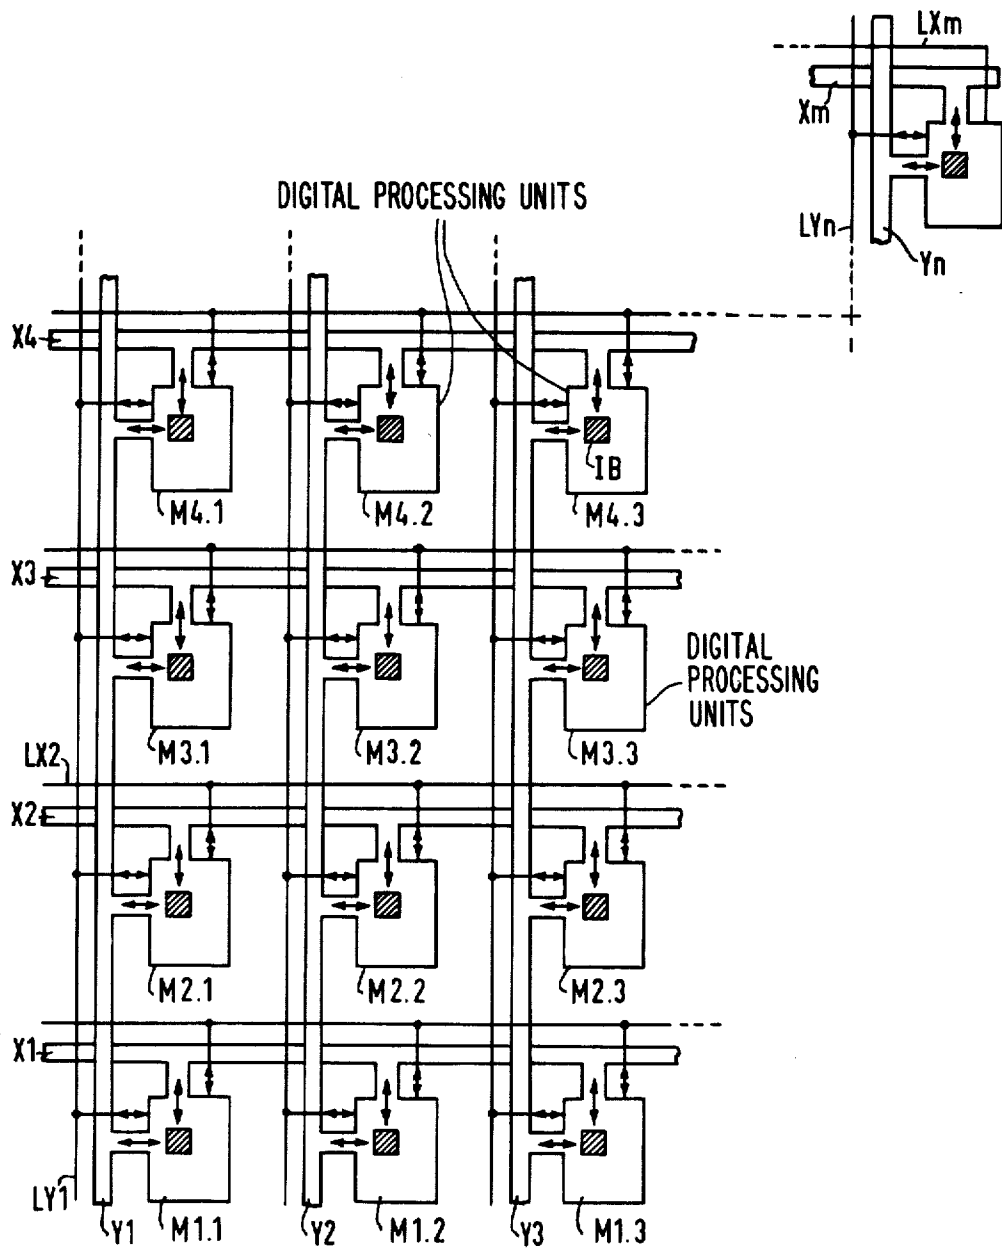 LXm
Xm
DIGITAL PROCESSING UNITS
LYn
Yn
X4
IB
M4.1
M4.2
M4.3
X3
DIGITAL
PROCESSING
UNITS
M3.1
M3.2
M3.3
LX2
X2
M2.1
M2.2
M2.3
X1
LY1
Y1
M1.1
Y2
M1.2
Y3
M1.3